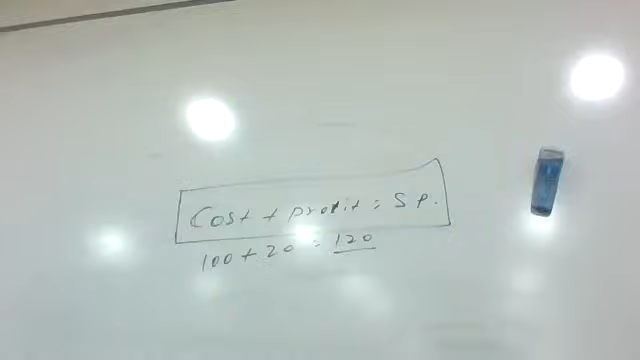 Cost + profit = S P.
100 + 20 = 120